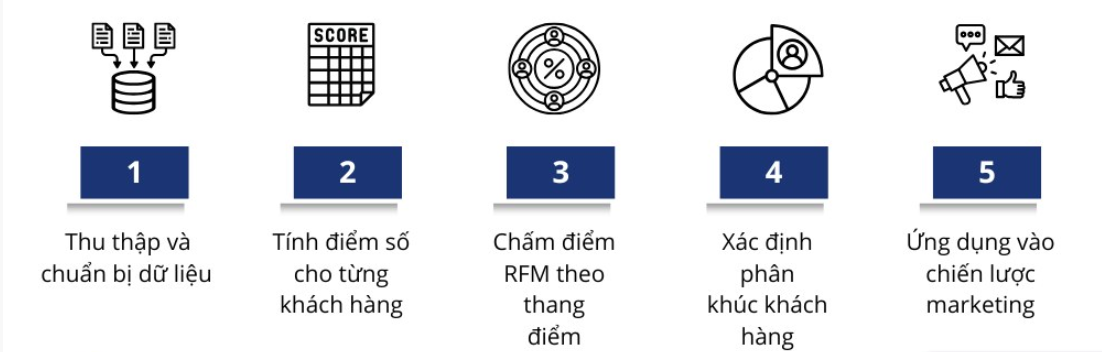 SCORE
1
2
3
4
5
Thu thập và
chuẩn bị dữ liệu
Tính điểm số
cho từng
khách hàng
Chấm điểm
RFM theo
thang
điểm
Xác định
phân
khúc khách
hàng
Ứng dụng vào
chiến lược
marketing